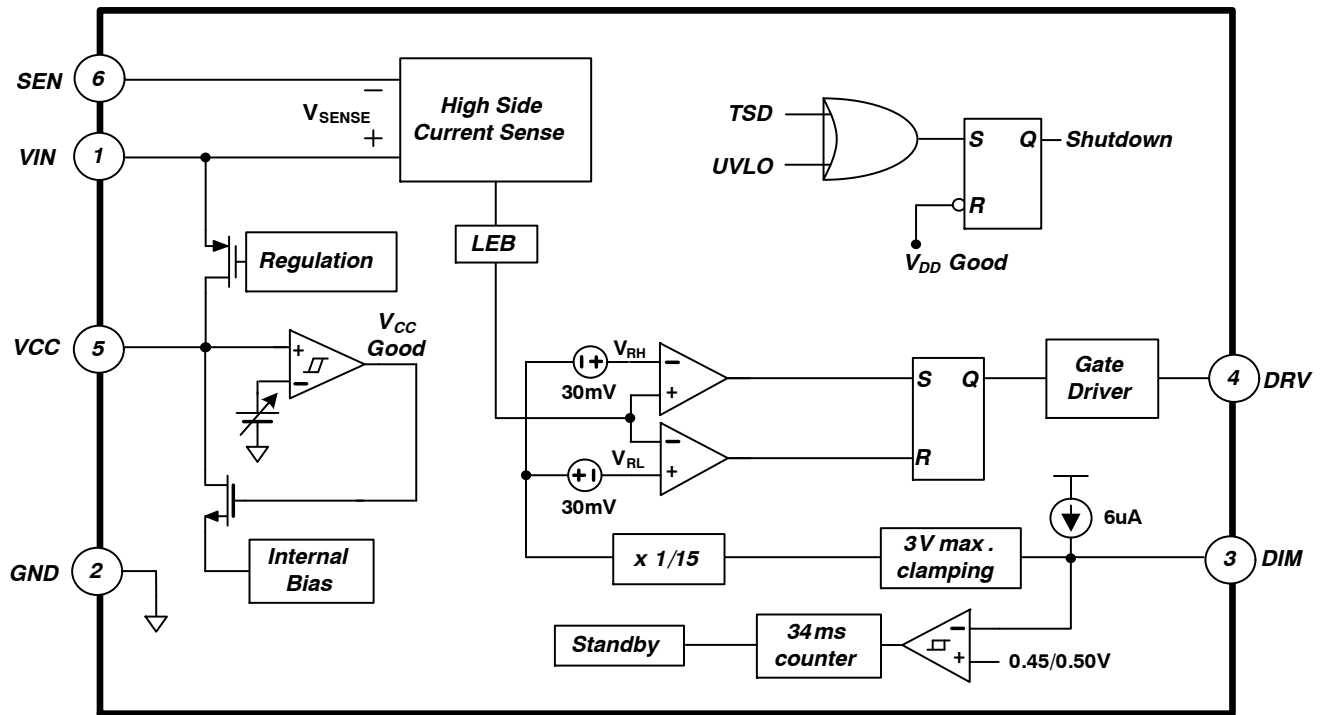 SEN
6
VSENSE
−
+
High Side
Current Sense
VIN
1
TSD
UVLO
S
Q
Shutdown
R
VDD Good
LEB
Regulation
VCC
5
VCC
Good
+
−
VRH
30mV
−
+
VRL
30mV
−
+
S
Q
R
Gate
Driver
4
DRV
6uA
GND
2
Internal
Bias
x 1/15
3V max .
clamping
3
DIM
Standby
34ms
counter
−
+
0.45/0.50V